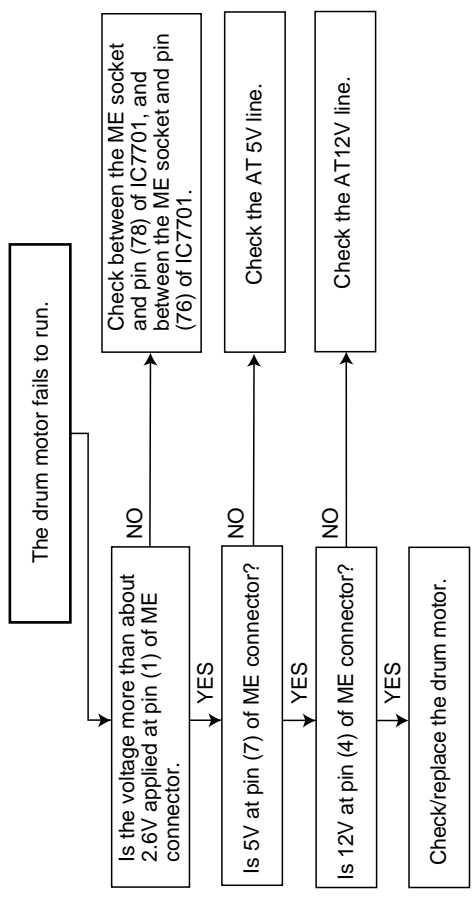 The drum motor fails to run.
Is the voltage more than about
2.6V applied at pin (1) of ME
connector.
NO
Check between the ME socket
and pin (78) of IC7701, and
between the ME socket and pin
(76) of IC7701.
YES
Is 5V at pin (7) of ME connector?
NO
Check the AT 5V line.
YES
Is 12V at pin (4) of ME connector?
NO
Check the AT12V line.
YES
Check/replace the drum motor.